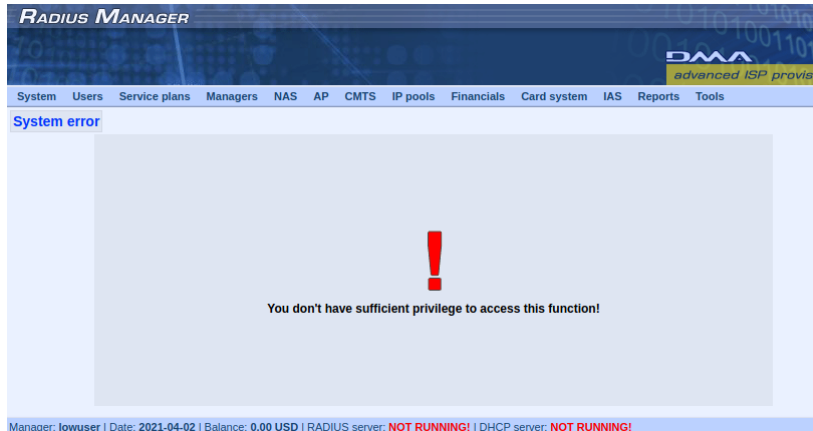 RADIUS MANAGER
DMA
advanced ISP provis
System Users Service plans Managers NAS AP CMTS IP pools Financials Card system IAS Reports Tools
System error
!
You don't have sufficient privilege to access this function!
Manager: lowuser | Date: 2021-04-02 | Balance: 0.00 USD | RADIUS server: NOT RUNNING! | DHCP server: NOT RUNNING!